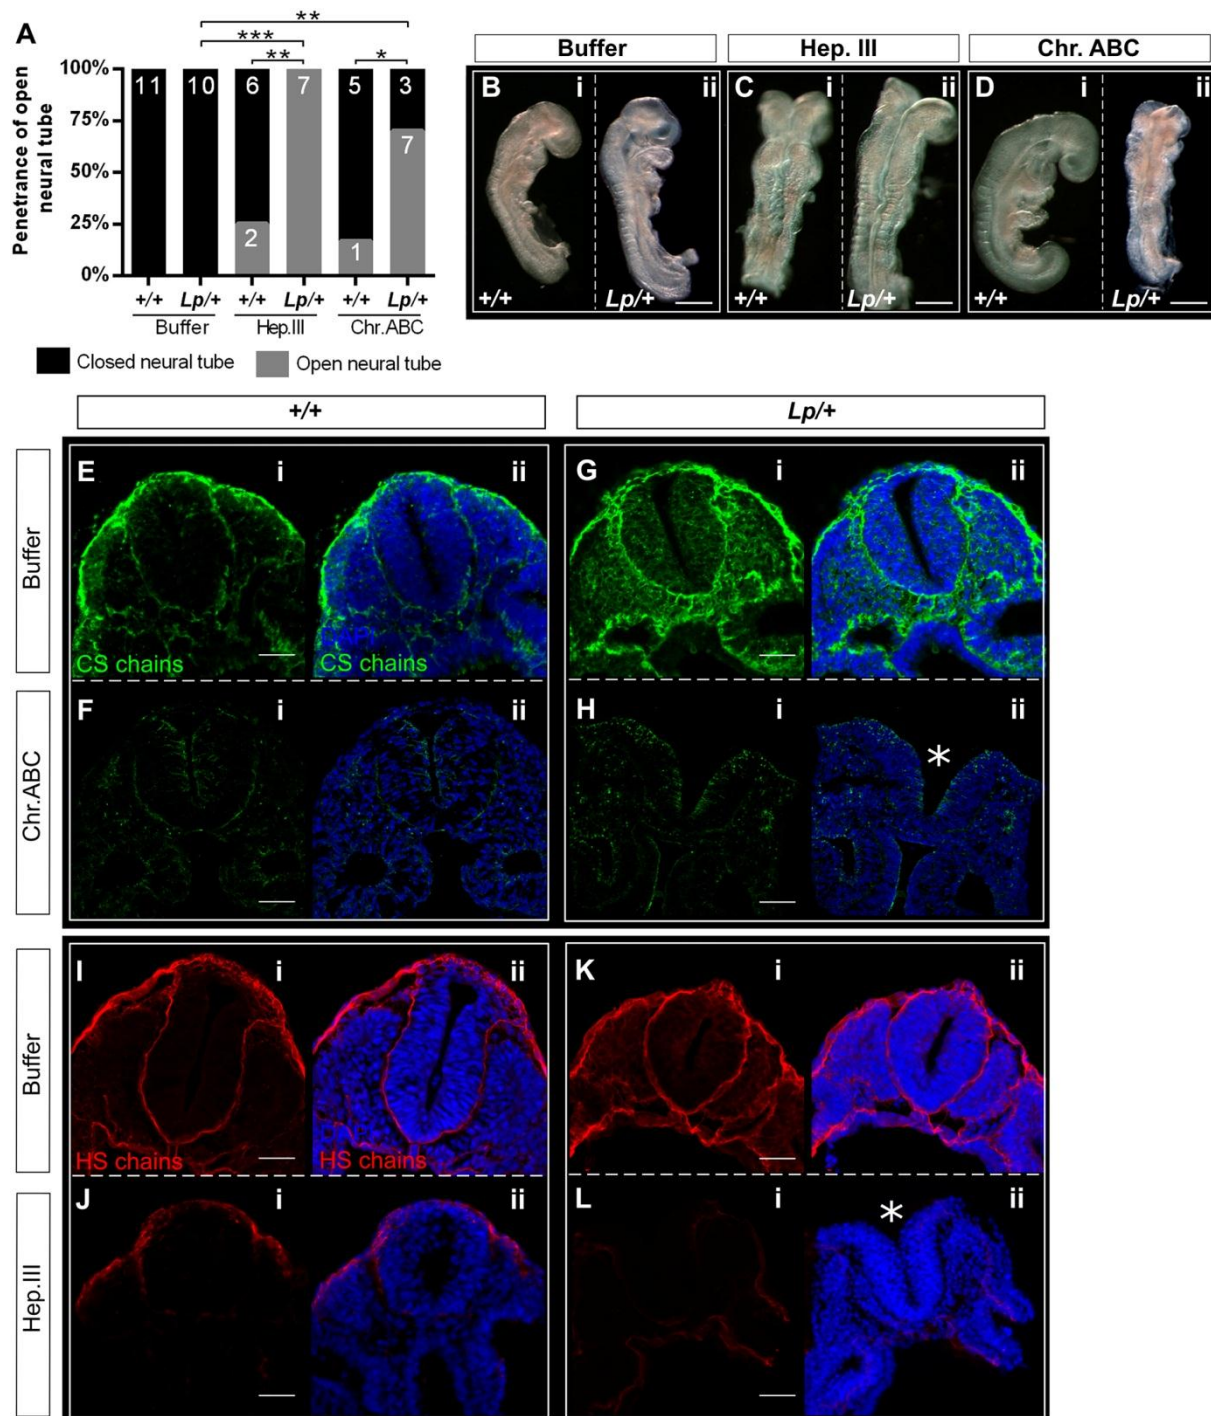 A
**
***
**
*
Penetrance of open
neural tube
100%
75%
50%
25%
0%
11
10
6
2
7
5
1
3
7
+/+
Lp/+
+/+
Lp/+
+/+
Lp/+
Buffer
Hep.III
Chr.ABC
Closed neural tube
Open neural tube
Buffer
Hep. III
Chr. ABC
B i ii
+/+ Lp/+
C i ii
+/+ Lp/+
D i ii
+/+ Lp/+
+/+
Lp/+
Buffer
E i ii
CS chains
DAPI
CS chains
G i ii
Chr.ABC
F i ii
H i ii
*
Buffer
I i ii
HS chains
HS chains
K i ii
Hep.III
J i ii
L i ii
*